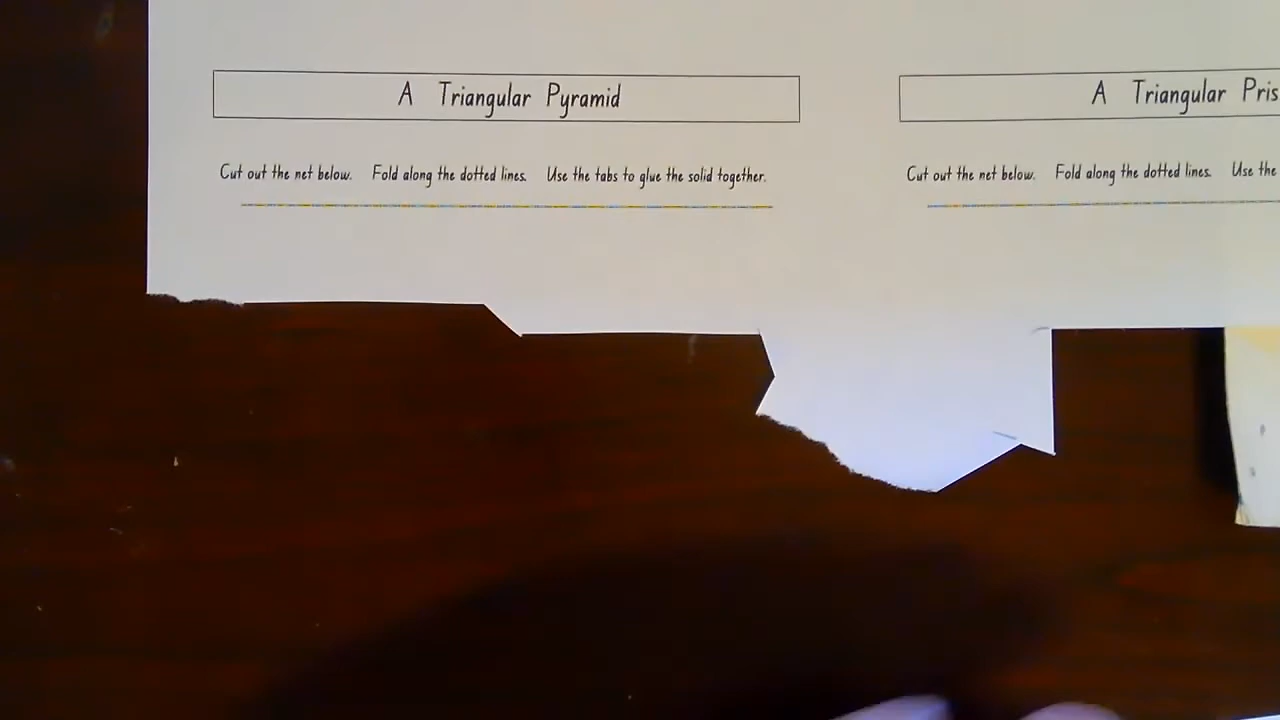 A Triangular Pyramid
Cut out the net below. Fold along the dotted lines. Use the tabs to glue the solid together.
A Triangular Pris
Cut out the net below. Fold along the dotted lines. Use the